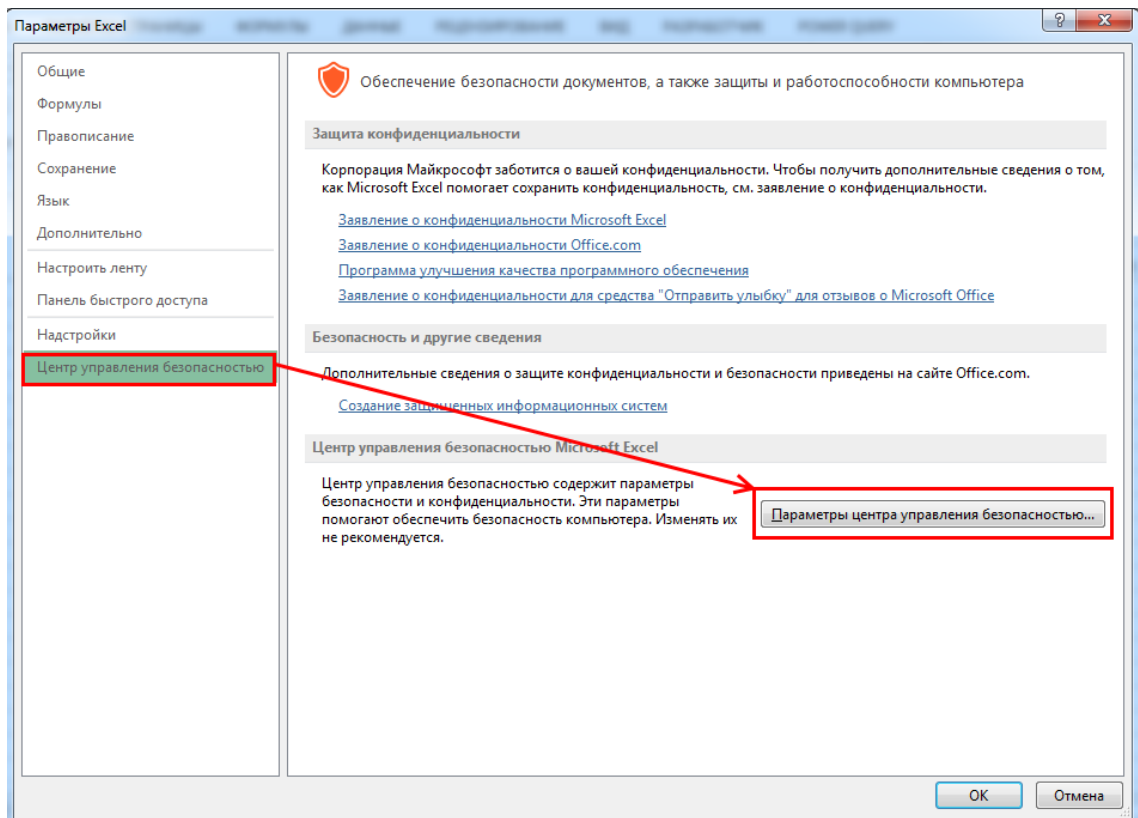 Параметры Excel
Общие
Формулы
Правописание
Сохранение
Язык
Дополнительно
Настроить ленту
Панель быстрого доступа
Надстройки
Центр управления безопасностью
Обеспечение безопасности документов, а также защиты и работоспособности компьютера
Защита конфиденциальности
Корпорация Майкрософт заботится о вашей конфиденциальности. Чтобы получить дополнительные сведения о том,
как Microsoft Excel помогает сохранить конфиденциальность, см. заявление о конфиденциальности.
Заявление о конфиденциальности Microsoft Excel
Заявление о конфиденциальности Office.com
Программа улучшения качества программного обеспечения
Заявление о конфиденциальности для средства "Отправить улыбку" для отзывов о Microsoft Office
Безопасность и другие сведения
Дополнительные сведения о защите конфиденциальности и безопасности приведены на сайте Office.com.
Создание защищенных информационных систем
Центр управления безопасностью Microsoft Excel
Центр управления безопасностью содержит параметры
безопасности и конфиденциальности. Эти параметры
помогают обеспечить безопасность компьютера. Изменять их
не рекомендуется.
Параметры центра управления безопасностью...
ОК
Отмена